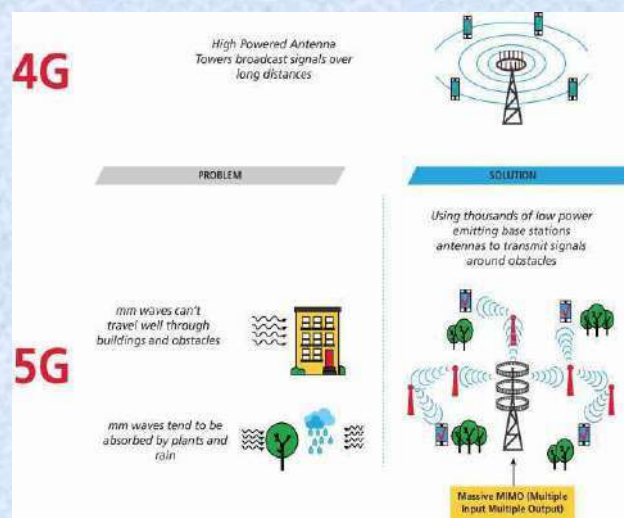 4G
High Powered Antenna
Towers broadcast signals over
long distances
PROBLEM
SOLUTION
Using thousands of low power
emitting base stations
antennas to transmit signals
around obstacles
5G
mm waves can't
travel well through
buildings and obstacles
mm waves tend to be
absorbed by plants and
rain
Massive MIMO (Multiple
Input Multiple Output)